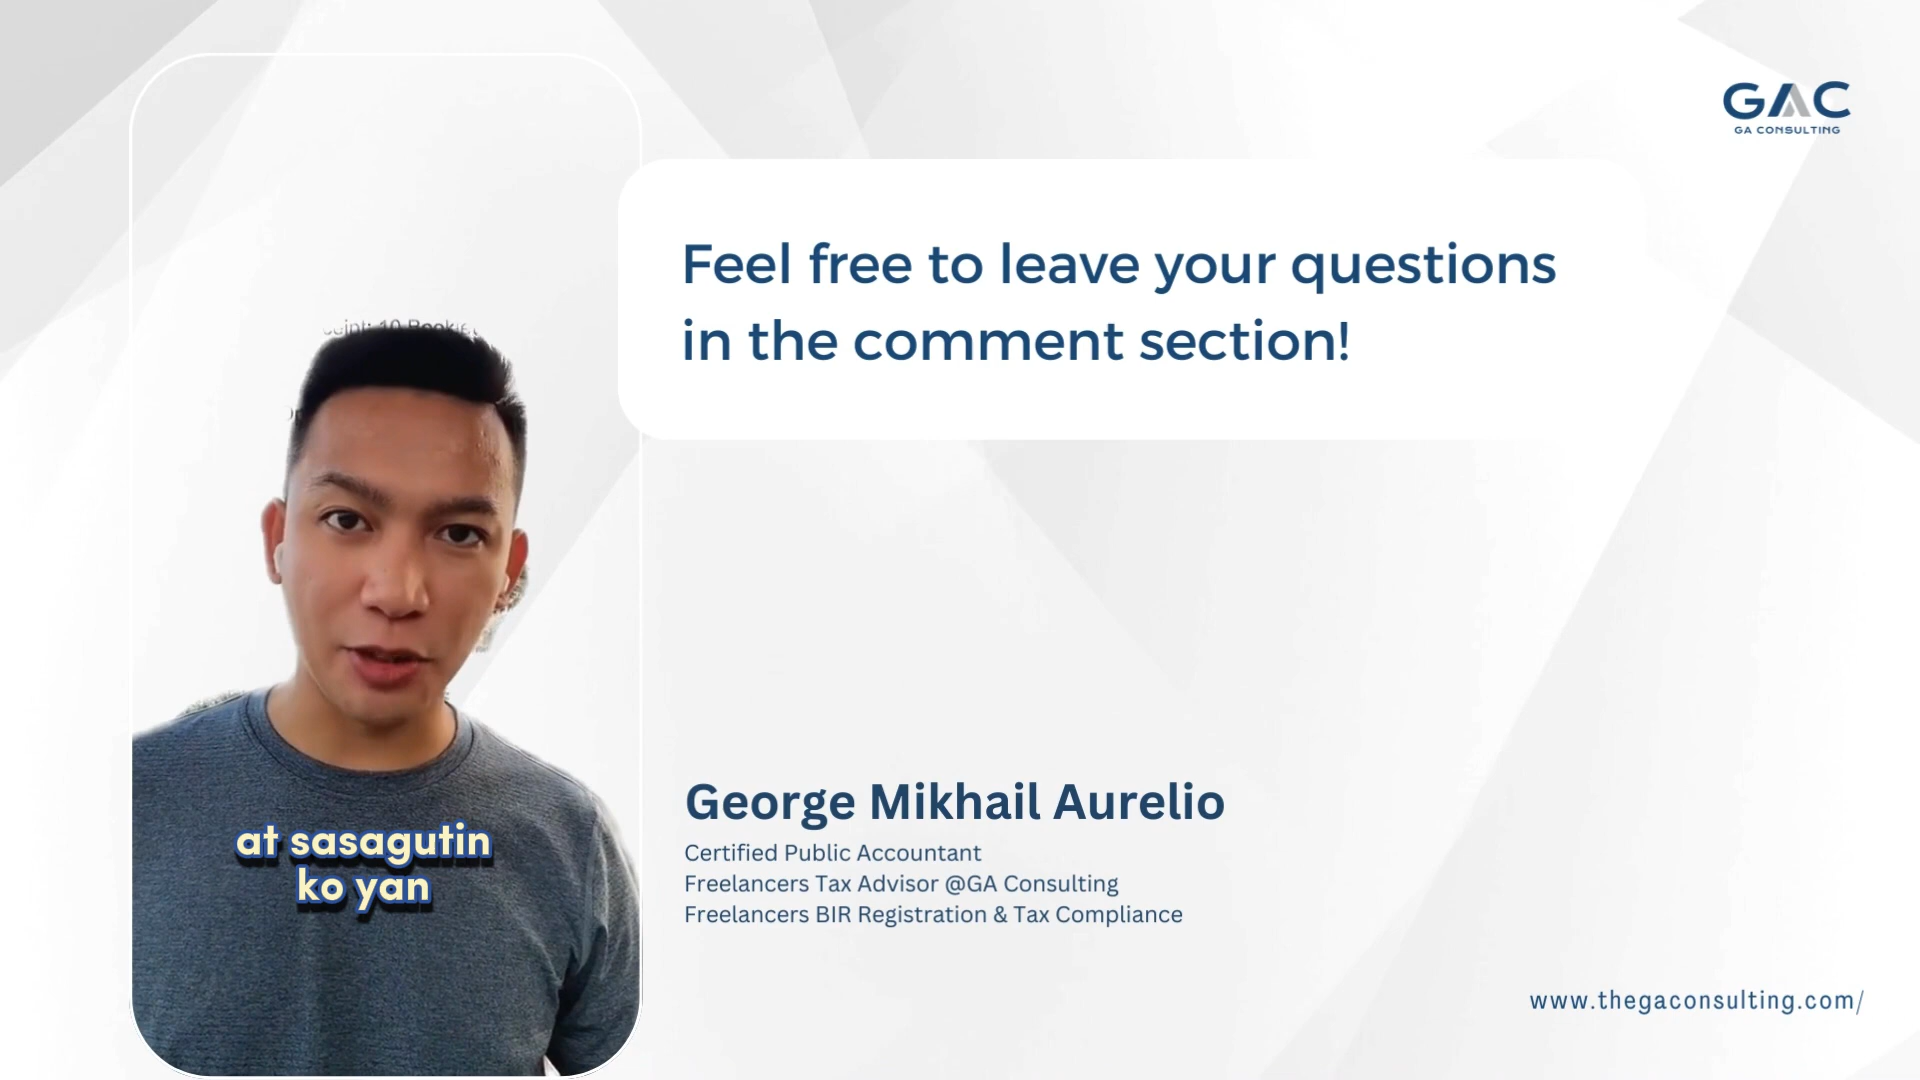 GAC
GA CONSULTING
Feel free to leave your questions
in the comment section!
at sasagutin
ko yan
George Mikhail Aurelio
Certified Public Accountant
Freelancers Tax Advisor @GA Consulting
Freelancers BIR Registration & Tax Compliance
www.thegaconsulting.com/